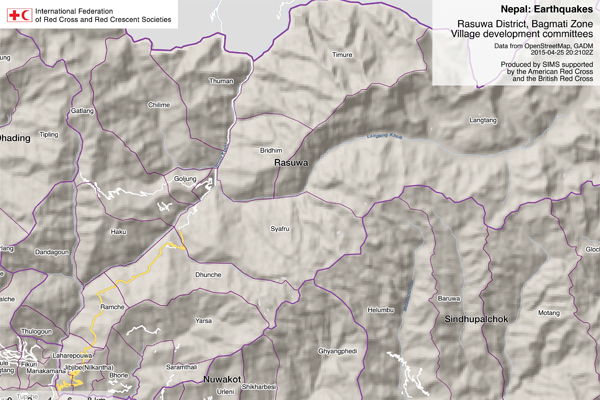 International Federation
of Red Cross and Red Crescent Societies
Nepal: Earthquakes
Rasuwa District, Bagmati Zone
Village development committees
Data from OpenStreetMap, GADM
2015-04-25 20:2102Z
Produced by SIMS supported
by the American Red Cross
and the British Red Cross
Timure
Thuman
Chilime
Gatlang
Tipling
Langtang
Langtang Khola
Bridhim
Rasuwa
Goljung
Syafru
Haku
Dandagoun
Dhunche
Ramche
Helumbu
Baruwa
Sindhupalchok
Motang
Yarsa
Thulogoun
Ghyangphedi
Laharepouwa
Fikuri
Manakamana
Jibjibe(Nilkantha)
Bhorle
Saramthali
Nuwakot
Shikharbesi
Urleni